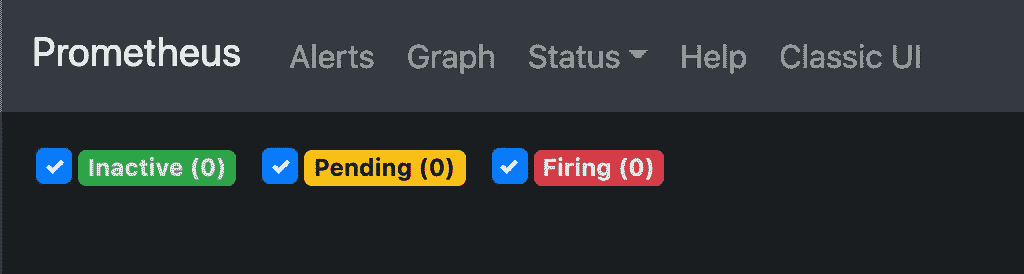 Prometheus Alerts Graph Status Help Classic UI
Inactive (0) Pending (0) Firing (0)